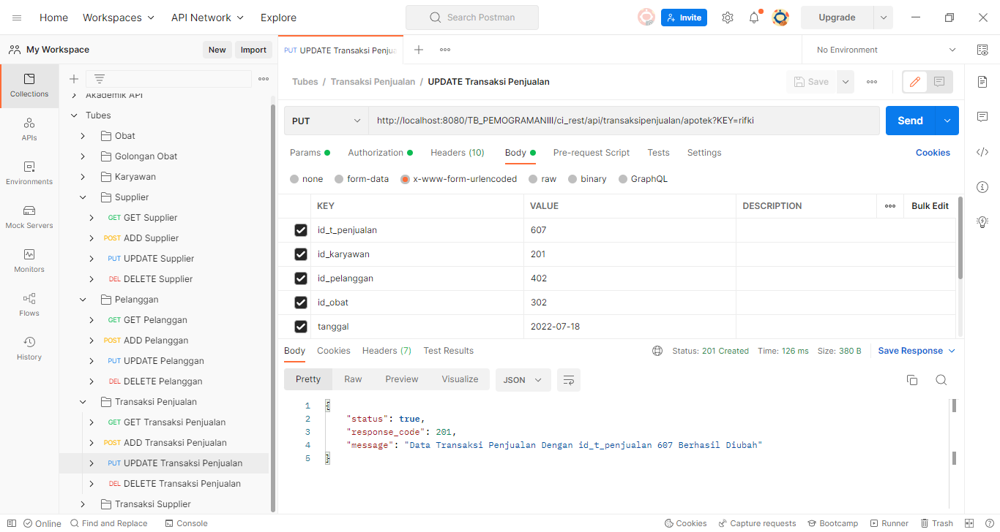 Home Workspaces API Network Explore Search Postman Invite Upgrade
My Workspace New Import PUT UPDATE Transaksi Penju No Environment
Collections
APIs
Environments
Mock Servers
Monitors
Flows
History
Akademik API
Tubes
Obat
Golongan Obat
Karyawan
Supplier
GET GET Supplier
POST ADD Supplier
PUT UPDATE Supplier
DEL DELETE Supplier
Pelanggan
GET GET Pelanggan
POST ADD Pelanggan
PUT UPDATE Pelanggan
DEL DELETE Pelanggan
Transaksi Penjualan
GET GET Transaksi Penjualan
POST ADD Transaksi Penjualan
PUT UPDATE Transaksi Penjualan
DEL DELETE Transaksi Penjualan
Transaksi Supplier
Tubes / Transaksi Penjualan / UPDATE Transaksi Penjualan Save
PUT http://localhost:8080/TB_PEMOGRAMANIII/ci_rest/api/transaksipenjualan/apotek?KEY=rifki Send
Params Authorization Headers (10) Body Pre-request Script Tests Settings Cookies
none form-data x-www-form-urlencoded raw binary GraphQL
KEY VALUE DESCRIPTION Bulk Edit
id_t_penjualan 607
id_karyawan 201
id_pelanggan 402
id_obat 302
tanggal 2022-07-18
Body Cookies Headers (7) Test Results Status: 201 Created Time: 126 ms Size: 380 B Save Response
Pretty Raw Preview Visualize JSON
1 {
2 "status": true,
3 "response_code": 201,
4 "message": "Data Transaksi Penjualan Dengan id_t_penjualan 607 Berhasil Diubah"
5 }
Online Find and Replace Console Cookies Capture requests Bootcamp Runner Trash